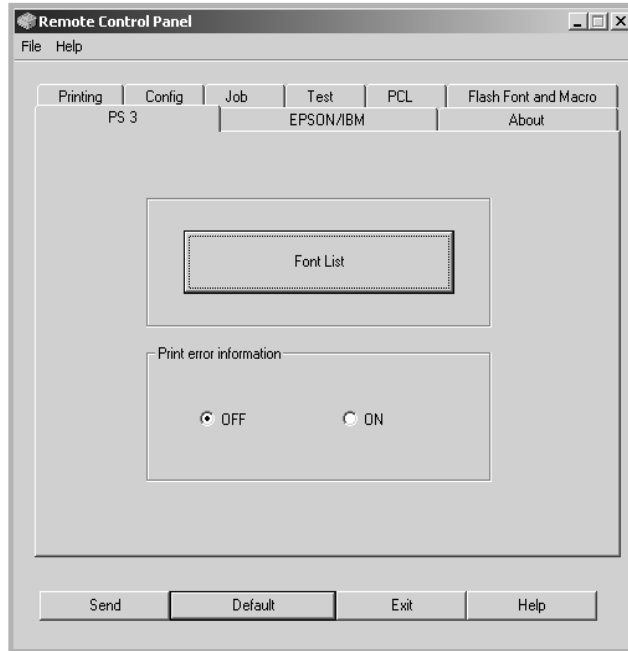 Remote Control Panel
File Help
Printing Config Job Test PCL Flash Font and Macro
PS 3 EPSON/IBM About
Font List
Print error information
OFF ON
Send Default Exit Help